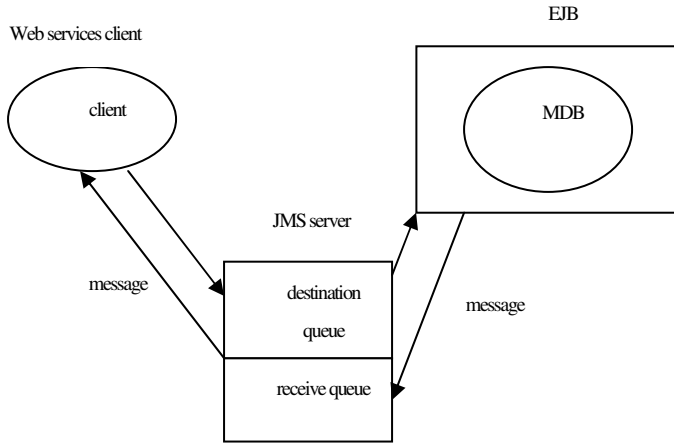 EJB
Web services client
client
MDB
JMS server
message
destination
queue
message
receive queue